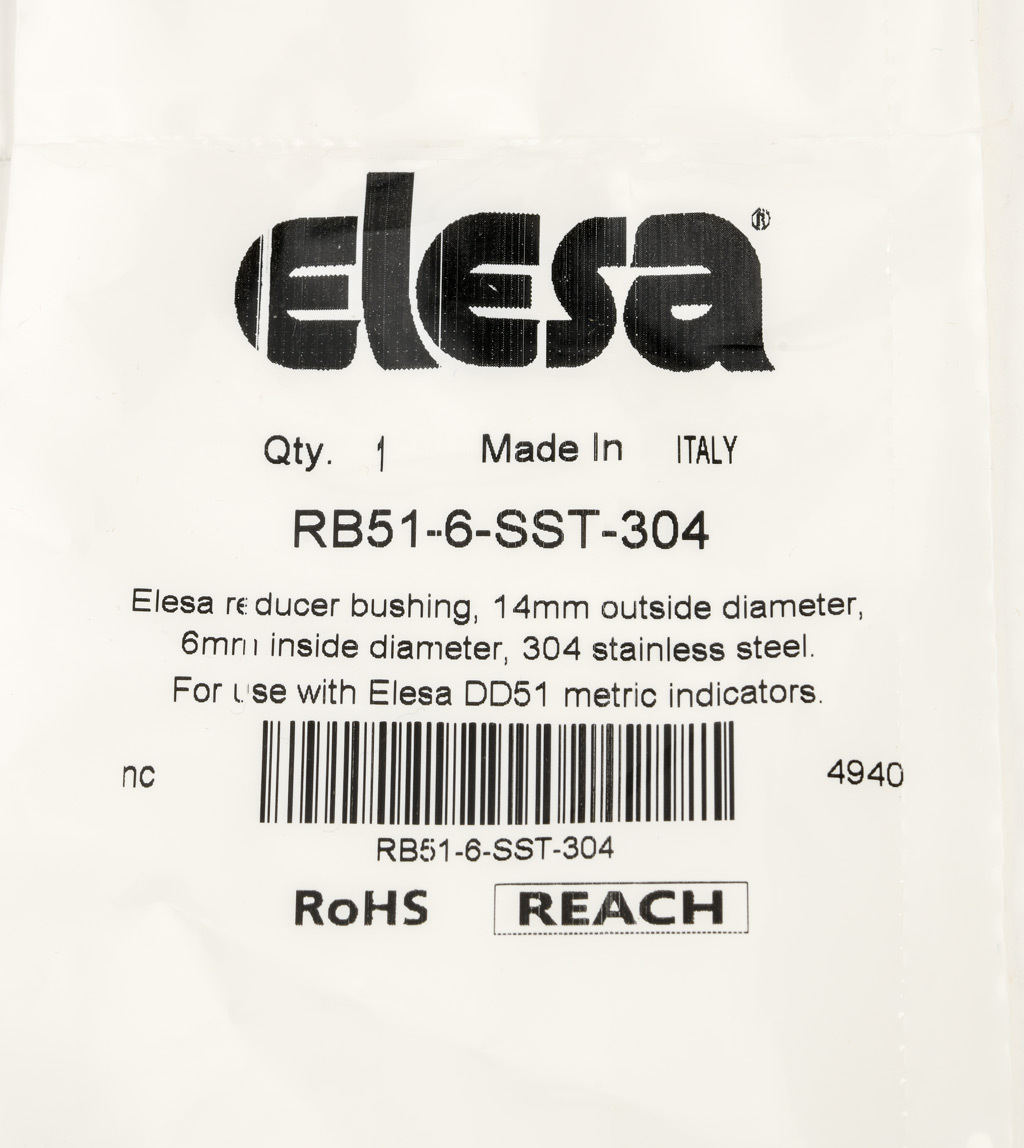 elesa®
Qty. 1 Made In ITALY
RB51-6-SST-304
Elesa reducer bushing, 14mm outside diameter,
6mm inside diameter, 304 stainless steel.
For use with Elesa DD51 metric indicators.
nc 4940
RB51-6-SST-304
RoHS REACH